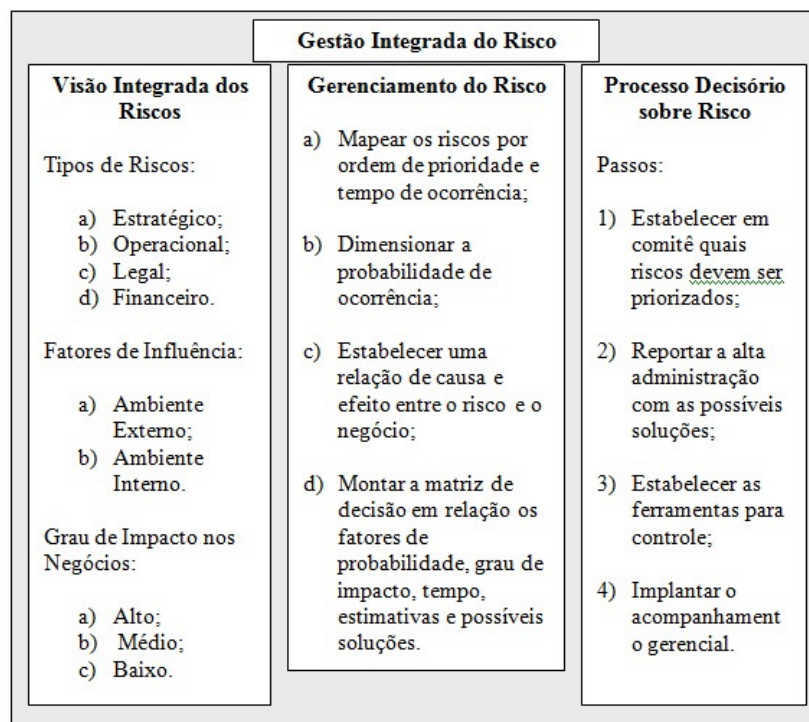 Gestão Integrada do Risco
Visão Integrada dos
Riscos
Tipos de Riscos:
a) Estratégico;
b) Operacional;
c) Legal;
d) Financeiro.
Fatores de Influência:
a) Ambiente
Externo;
b) Ambiente
Interno.
Grau de Impacto nos
Negócios:
a) Alto;
b) Médio;
c) Baixo.
Gerenciamento do Risco
a) Mapear os riscos por
ordem de prioridade e
tempo de ocorrência;
b) Dimensionar a
probabilidade de
ocorrência;
c) Estabelecer uma
relação de causa e
efeito entre o risco e o
negócio;
d) Montar a matriz de
decisão em relação os
fatores de
probabilidade, grau de
impacto, tempo,
estimativas e possíveis
soluções.
Processo Decisório
sobre Risco
Passos:
1) Estabelecer em
comitê quais
riscos devem ser
priorizados;
2) Reportar a alta
administração
com as possíveis
soluções;
3) Estabelecer as
ferramentas para
controle;
4) Implantar o
acompanhament
o gerencial.